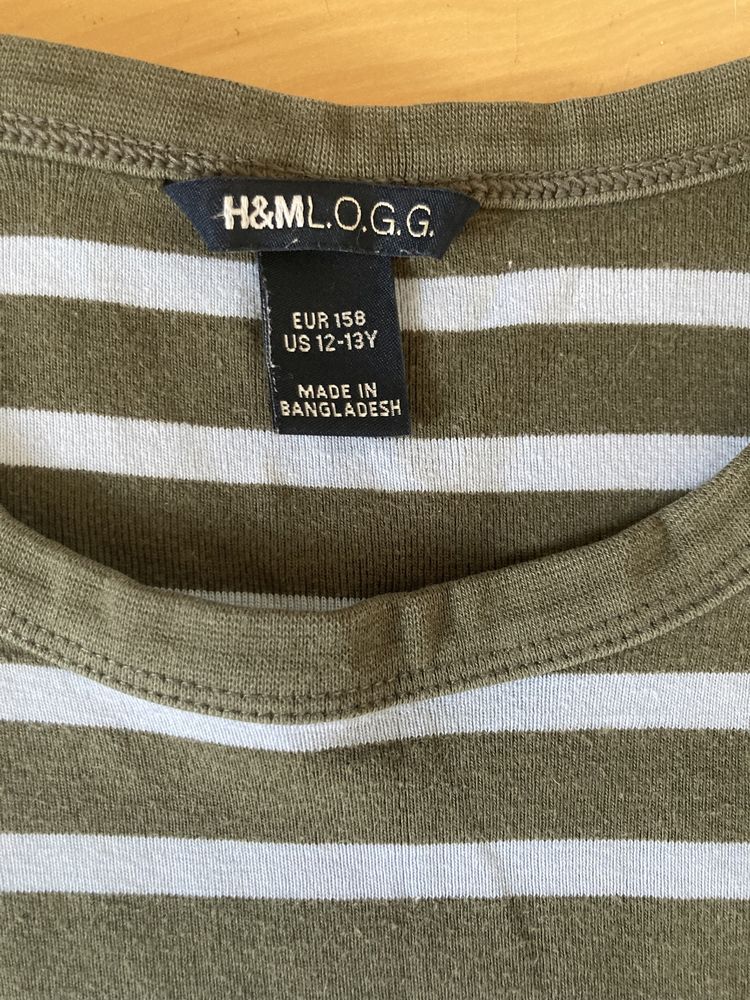 H&M L.O.G.G.
EUR 158
US 12-13Y
MADE IN
BANGLADESH